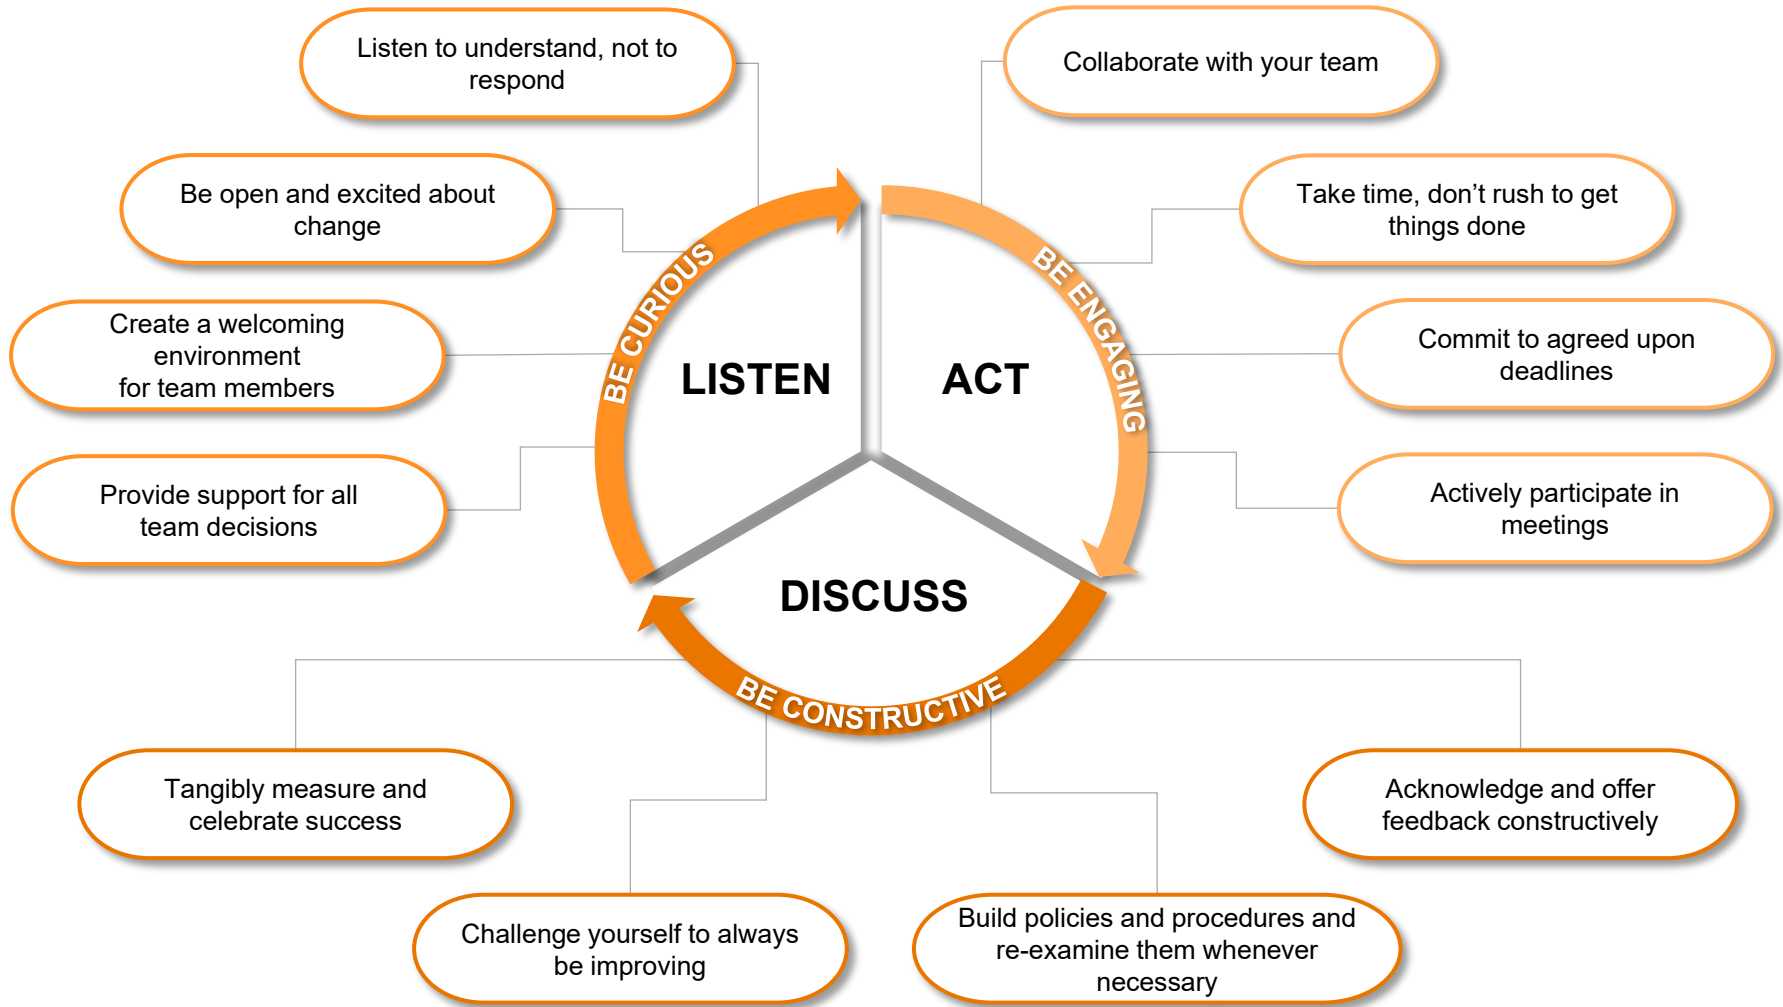 Listen to understand, not to
respond
Be open and excited about
change
Create a welcoming
environment
for team members
Provide support for all
team decisions
Collaborate with your team
Take time, don’t rush to get
things done
Commit to agreed upon
deadlines
Actively participate in
meetings
BE CURIOUS
LISTEN
ACT
BE ENGAGING
DISCUSS
BE CONSTRUCTIVE
Tangibly measure and
celebrate success
Challenge yourself to always
be improving
Build policies and procedures and
re-examine them whenever
necessary
Acknowledge and offer
feedback constructively